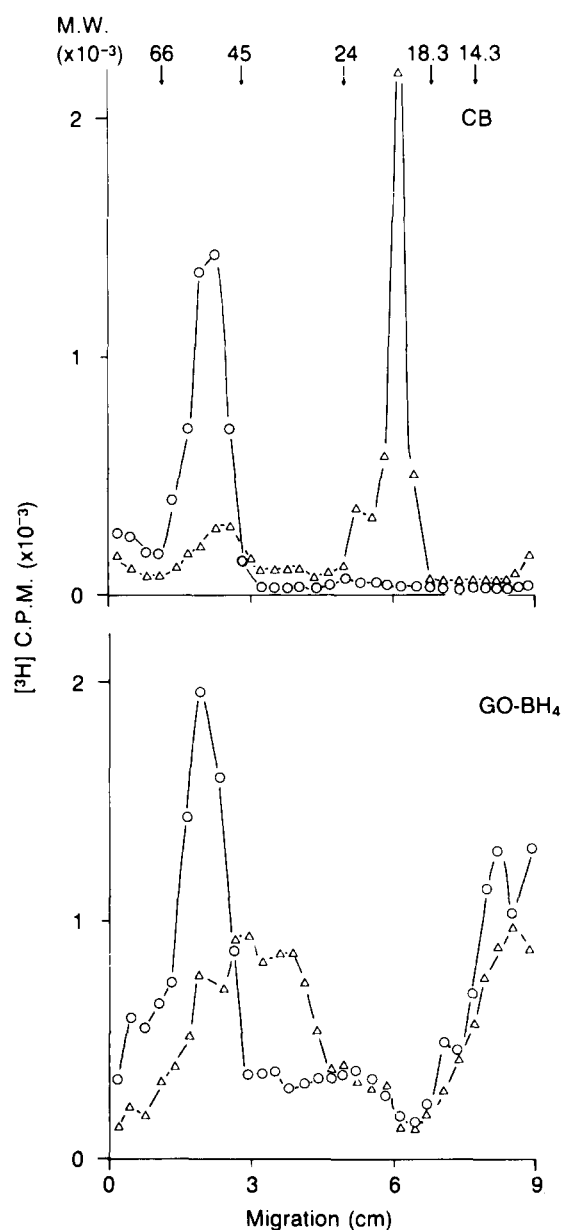 M.W.
(x10⁻³) 66 45 24 18.3 14.3
CB
2
1
0
[³H] C.P.M. (x10⁻³)
GO-BH₄
2
1
0
0 3 6 9
Migration (cm)